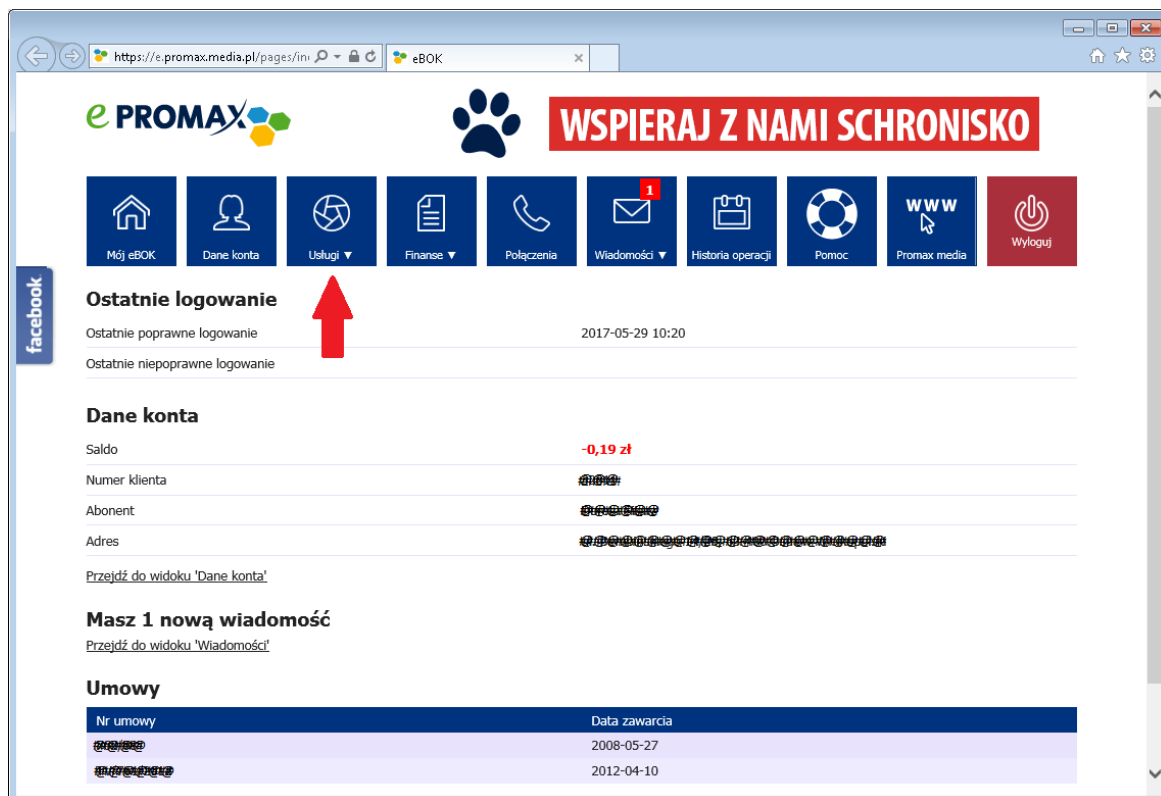 https://e.promax.media.pl/pages/in
eBOK
e PROMAX
WSPIERAJ Z NAMI SCHRONISKO
1
Mój eBOK
Dane konta
Usługi ▼
Finanse ▼
Połączenia
Wiadomości ▼
Historia operacji
Pomoc
www
Promax media
Wyloguj
facebook
Ostatnie logowanie
Ostatnie poprawne logowanie 2017-05-29 10:20
Ostatnie niepoprawne logowanie
Dane konta
Saldo -0,19 zł
Numer klienta
Abonent
Adres
Przejdź do widoku 'Dane konta'
Masz 1 nową wiadomość
Przejdź do widoku 'Wiadomości'
Umowy
Nr umowy Data zawarcia
2008-05-27
2012-04-10